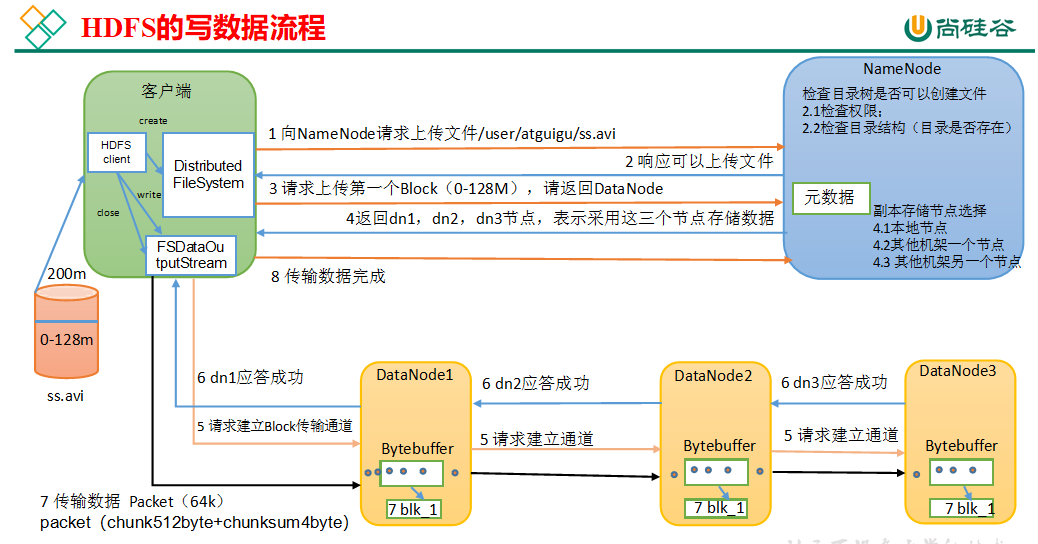 HDFS的写数据流程
尚硅谷
客户端
create
HDFS
client
Distributed
FileSystem
write
close
FSDataOu
tputStream
200m
0-128m
ss.avi
1 向NameNode请求上传文件/user/atguigu/ss.avi
2 响应可以上传文件
3 请求上传第一个Block（0-128M），请返回DataNode
4返回dn1，dn2，dn3节点，表示采用这三个节点存储数据
8 传输数据完成
NameNode
检查目录树是否可以创建文件
2.1检查权限；
2.2检查目录结构（目录是否存在）
元数据
副本存储节点选择
4.1本地节点
4.2其他机架一个节点
4.3 其他机架另一个节点
6 dn1应答成功
5 请求建立Block传输通道
DataNode1
Bytebuffer
7 blk_1
6 dn2应答成功
5 请求建立通道
DataNode2
Bytebuffer
7 blk_1
6 dn3应答成功
5 请求建立通道
DataNode3
Bytebuffer
7 blk_1
7 传输数据 Packet（64k）
packet (chunk512byte+chunksum4byte)